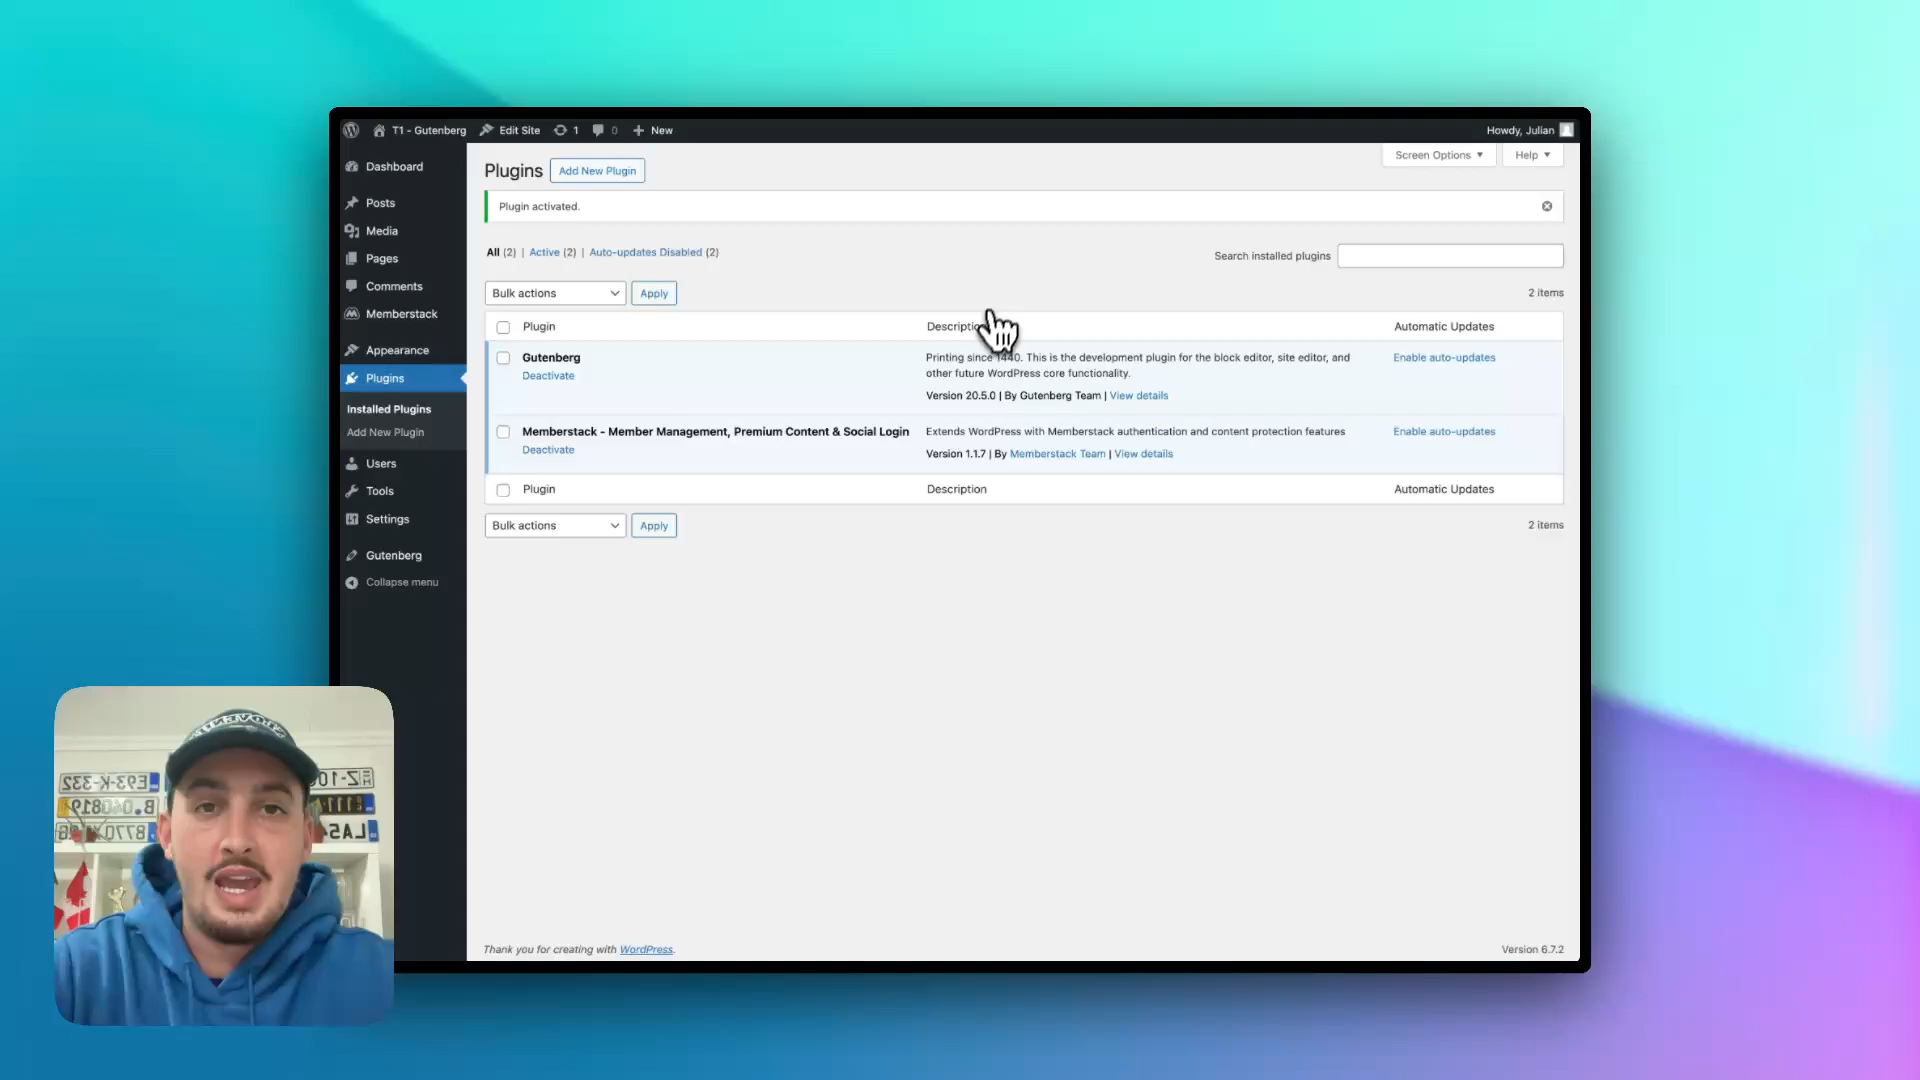 T1 - Gutenberg Edit Site 1 0 New Howdy, Julian
Dashboard
Posts
Media
Pages
Comments
Memberstack
Appearance
Plugins
Installed Plugins
Add New Plugin
Users
Tools
Settings
Gutenberg
Collapse menu
Screen Options Help
Plugins Add New Plugin
Plugin activated.
All (2) | Active (2) | Auto-updates Disabled (2)
Search installed plugins
Bulk actions Apply 2 items
Plugin Automatic Updates
Gutenberg
Deactivate
Printing since 1440. This is the development plugin for the block editor, site editor, and
other future WordPress core functionality.
Version 20.5.0 | By Gutenberg Team | View details
Enable auto-updates
Memberstack - Member Management, Premium Content & Social Login
Deactivate
Extends WordPress with Memberstack authentication and content protection features
Version 1.1.7 | By Memberstack Team | View details
Enable auto-updates
Plugin Description Automatic Updates
Bulk actions Apply 2 items
Thank you for creating with WordPress. Version 6.7.2
E93-K-332
B 040819